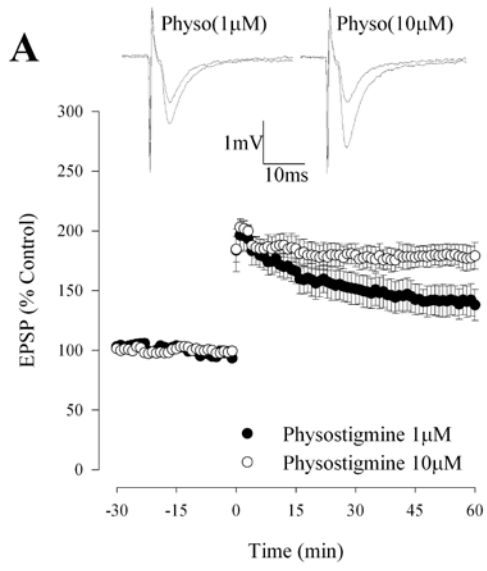 A
Physo(1μM)
Physo(10μM)
1mV
10ms
300
250
200
150
100
50
0
EPSP (% Control)
Physostigmine 1μM
Physostigmine 10μM
-30
-15
0
15
30
45
60
Time (min)